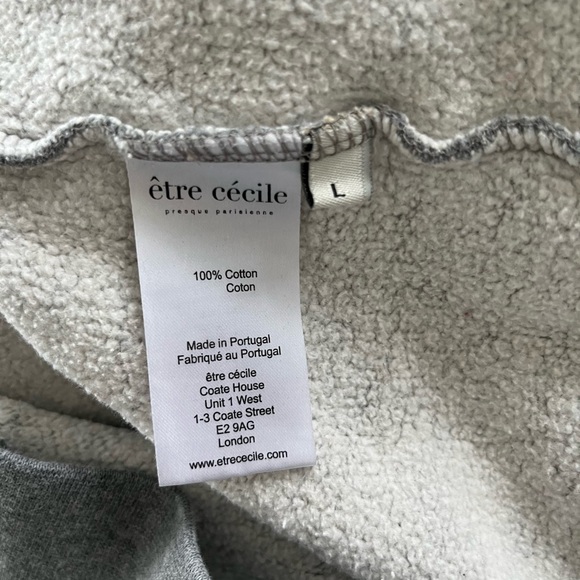 être cécile
presque parisienne
L
100% Cotton
Coton
Made in Portugal
Fabriqué au Portugal
être cécile
Coate House
Unit 1 West
1-3 Coate Street
E2 9AG
London
www.etrececile.com